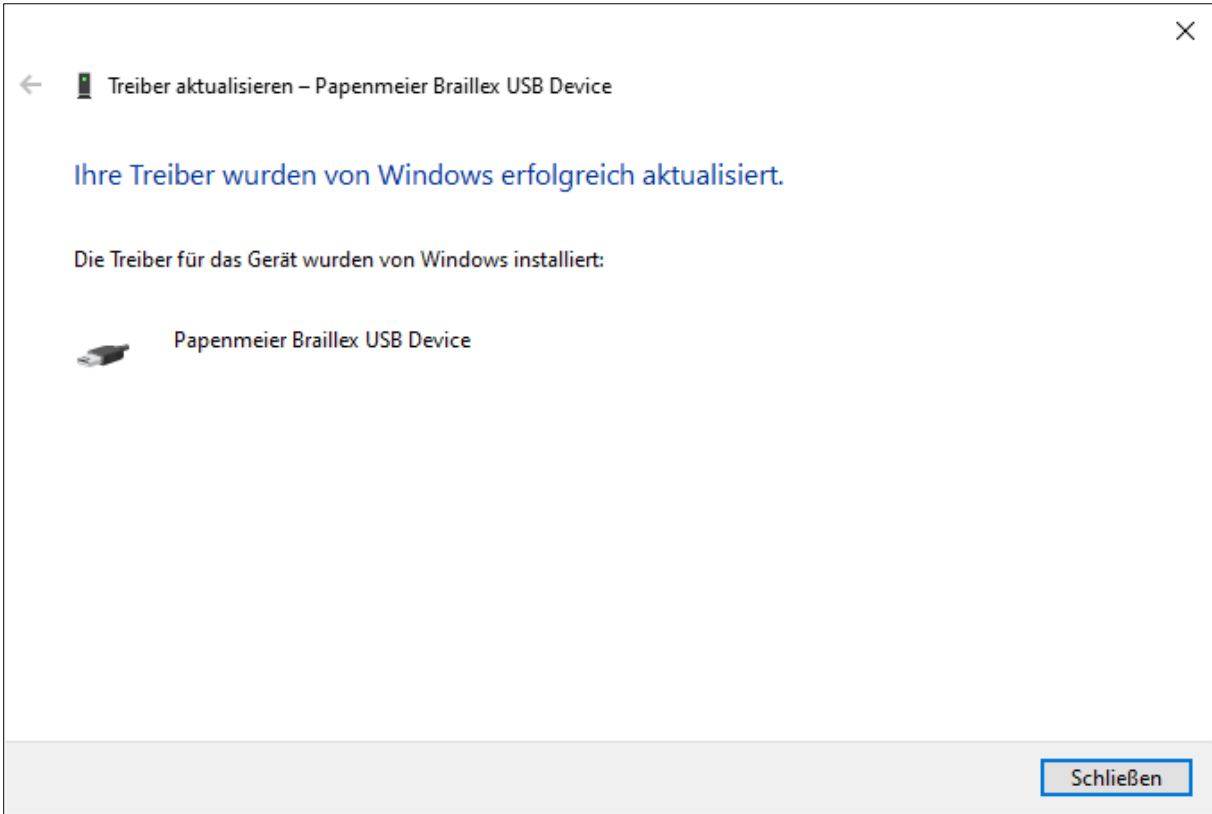 Treiber aktualisieren – Papenmeier Braillex USB Device
Ihre Treiber wurden von Windows erfolgreich aktualisiert.
Die Treiber für das Gerät wurden von Windows installiert:
Papenmeier Braillex USB Device
Schließen